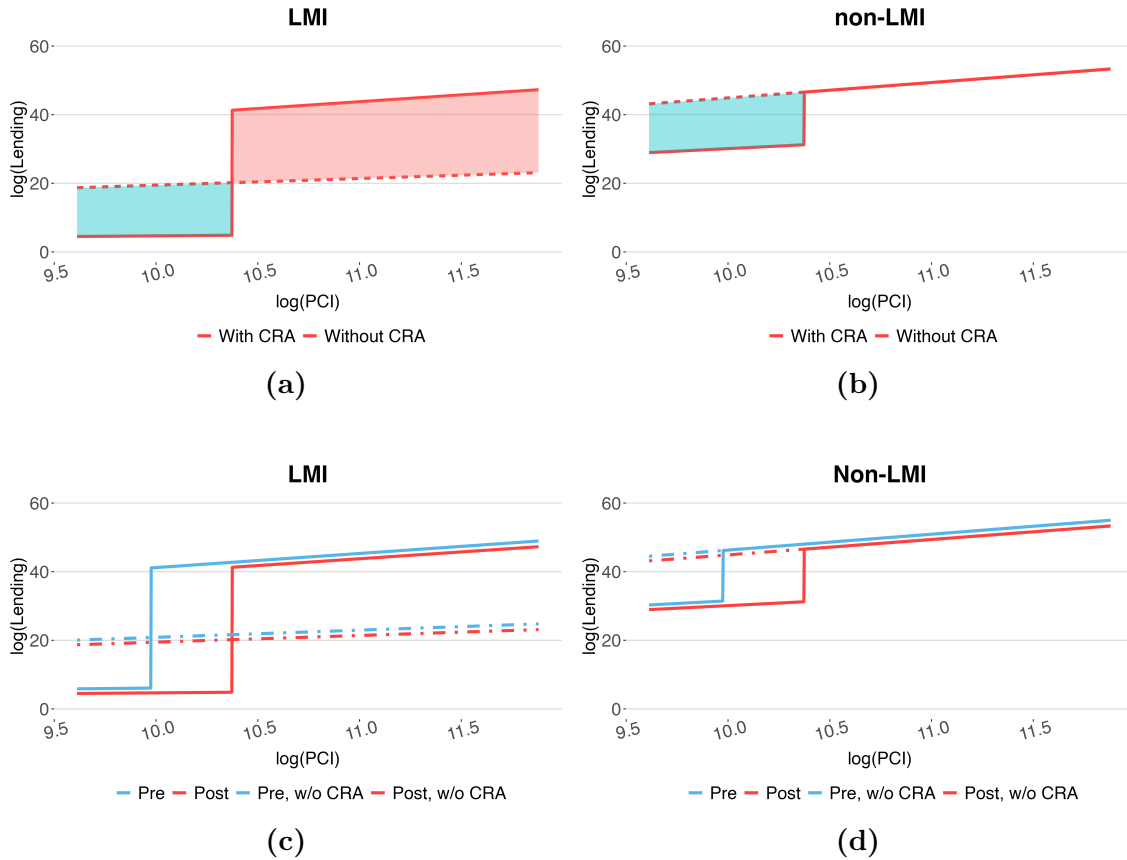 LMI
60
40
20
0
log(Lending)
9.5 10.0 10.5 11.0 11.5
log(PCI)
With CRA Without CRA
(a)
non-LMI
60
40
20
0
log(Lending)
9.5 10.0 10.5 11.0 11.5
log(PCI)
With CRA Without CRA
(b)
LMI
60
40
20
0
log(Lending)
9.5 10.0 10.5 11.0 11.5
log(PCI)
Pre Post Pre, w/o CRA Post, w/o CRA
(c)
Non-LMI
60
40
20
0
log(Lending)
9.5 10.0 10.5 11.0 11.5
log(PCI)
Pre Post Pre, w/o CRA Post, w/o CRA
(d)